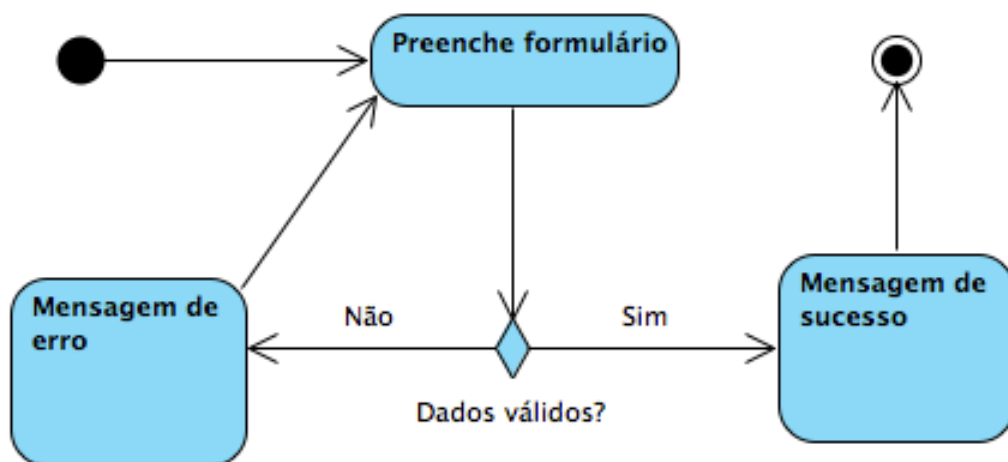 Preenche formulário
Mensagem de
erro
Não
Sim
Mensagem de
sucesso
Dados válidos?